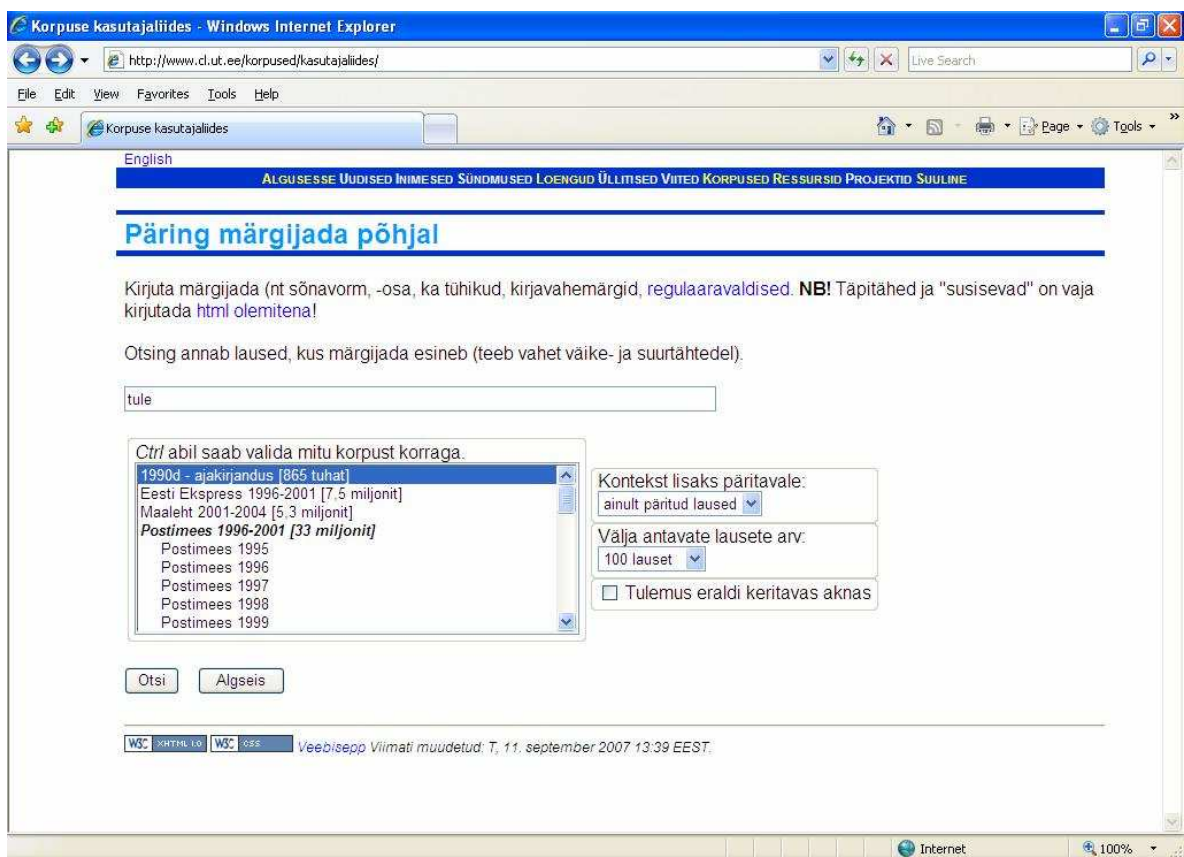 Korpuse kasutajaliides - Windows Internet Explorer
http://www.cl.ut.ee/korpused/kasutajaliides/
Live Search
File Edit View Favorites Tools Help
Korpuse kasutajaliides
Page Tools »
English
ALGUSESSE UUDISED INIMESED SÜNDMUSED LOENGUD ÜLLITISED VIITED KORPUSED RESSURSID PROJEKTID SUULINE
Päring märgijada põhjal
Kirjuta märgijada (nt sõnavorm, -osa, ka tühikud, kirjavahemärgid, regulaaravaldised. NB! Täpitähed ja "susisevad" on vaja
kirjutada html olemitena!
Otsing annab laused, kus märgijada esineb (teeb vahet väike- ja suurtähtedel).
tule
Ctrl abil saab valida mitu korpust korraga.
1990d - ajakirjandus [865 tuhat]
Eesti Ekspress 1996-2001 [7,5 miljonit]
Maaleht 2001-2004 [5,3 miljonit]
Postimees 1996-2001 [33 miljonit]
Postimees 1995
Postimees 1996
Postimees 1997
Postimees 1998
Postimees 1999
Kontekst lisaks päritavale:
ainult päritud laused
Välja antavate lausete arv:
100 lauset
Tulemus eraldi keritavas aknas
Otsi Algseis
W3C XHTML 1.0 W3C CSS Veebisepp Viimati muudetud: T, 11. september 2007 13:39 EEST.
Internet 100%